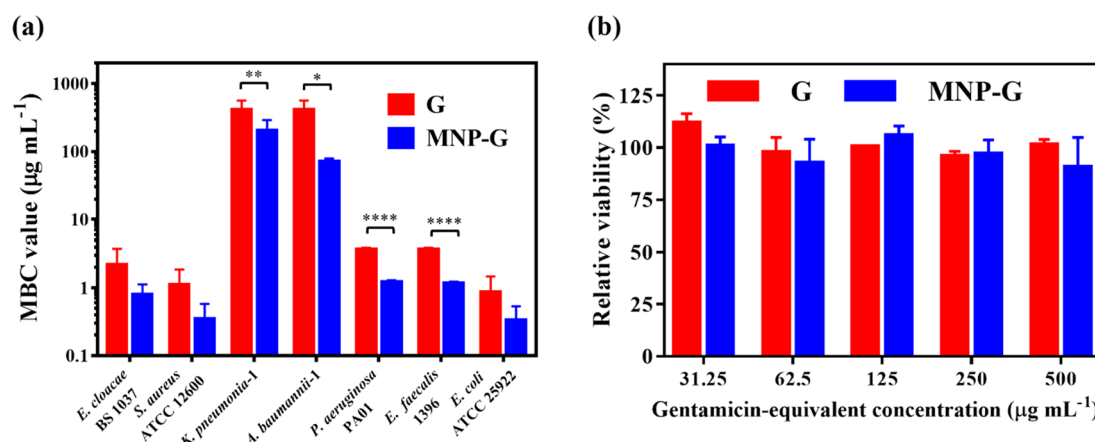 (a)
MBC value (µg mL⁻¹)
1000
100
10
1
0.1
**
*
****
****
G
MNP-G
E. cloacae
BS 1037
S. aureus
ATCC 12600
K. pneumonia-1
A. baumannii-1
P. aeruginosa
PA01
E. faecalis
1396
E. coli
ATCC 25922
(b)
Relative viability (%)
125
100
75
50
25
0
G
MNP-G
31.25
62.5
125
250
500
Gentamicin-equivalent concentration (µg mL⁻¹)